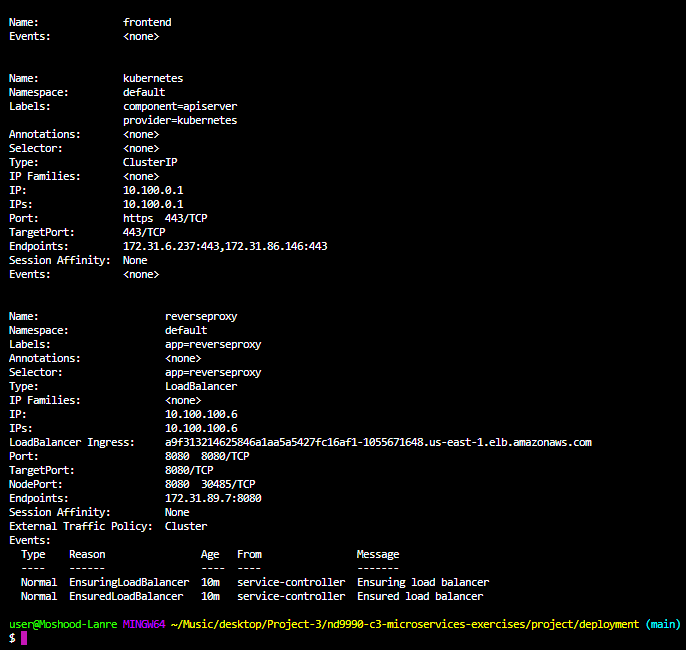 Name:              frontend
Events:            <none>
Name:              kubernetes
Namespace:         default
Labels:            component=apiserver
                   provider=kubernetes
Annotations:       <none>
Selector:          <none>
Type:              ClusterIP
IP Families:       <none>
IP:                10.100.0.1
IPs:               10.100.0.1
Port:              https  443/TCP
TargetPort:        443/TCP
Endpoints:         172.31.6.237:443,172.31.86.146:443
Session Affinity:  None
Events:            <none>
Name:                     reverseproxy
Namespace:                default
Labels:                   app=reverseproxy
Annotations:              <none>
Selector:                 app=reverseproxy
Type:                     LoadBalancer
IP Families:              <none>
IP:                       10.100.100.6
IPs:                      10.100.100.6
LoadBalancer Ingress:     a9f313214625846a1aa5a5427fc16af1-1055671648.us-east-1.elb.amazonaws.com
Port:                     8080  8080/TCP
TargetPort:               8080/TCP
NodePort:                 8080  30485/TCP
Endpoints:                172.31.89.7:8080
Session Affinity:         None
External Traffic Policy:  Cluster
Events:
  Type    Reason                Age   From                Message
  ----    ------                ----  ----                -------
  Normal  EnsuringLoadBalancer  10m   service-controller  Ensuring load balancer
  Normal  EnsuredLoadBalancer   10m   service-controller  Ensured load balancer
user@Moshood-Lanre MINGW64 ~/Music/desktop/Project-3/nd9990-c3-microservices-exercises/project/deployment (main)
$